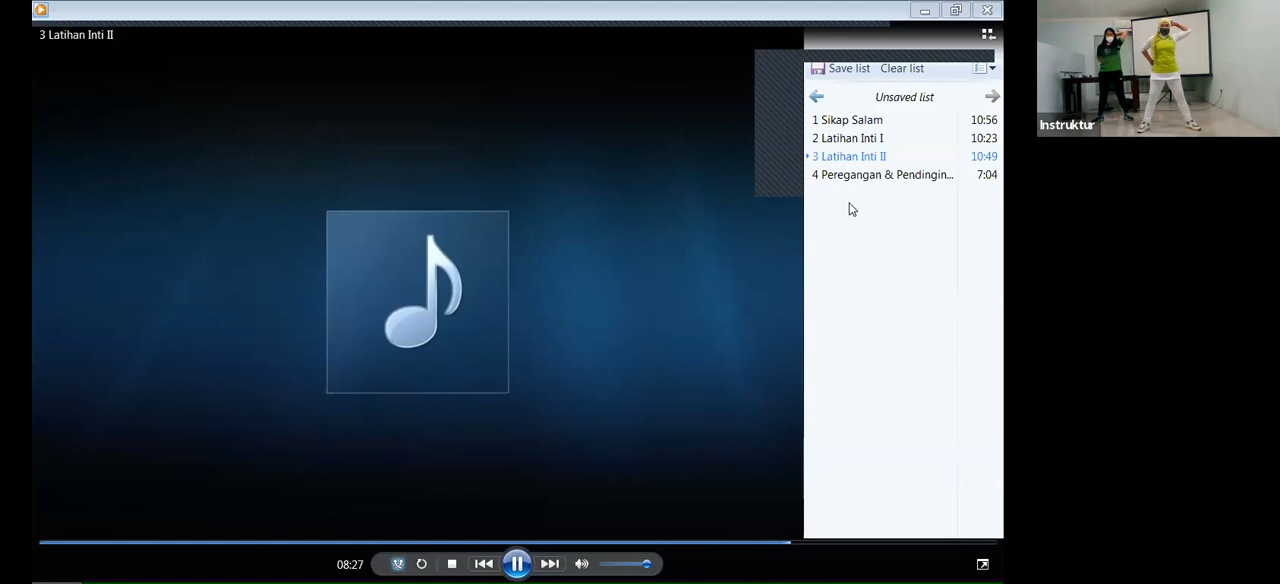 3 Latihan Inti II
Save list Clear list
Unsaved list
1 Sikap Salam 10:56
2 Latihan Inti I 10:23
3 Latihan Inti II 10:49
4 Peregangan & Pendingin... 7:04
Instruktur
08:27